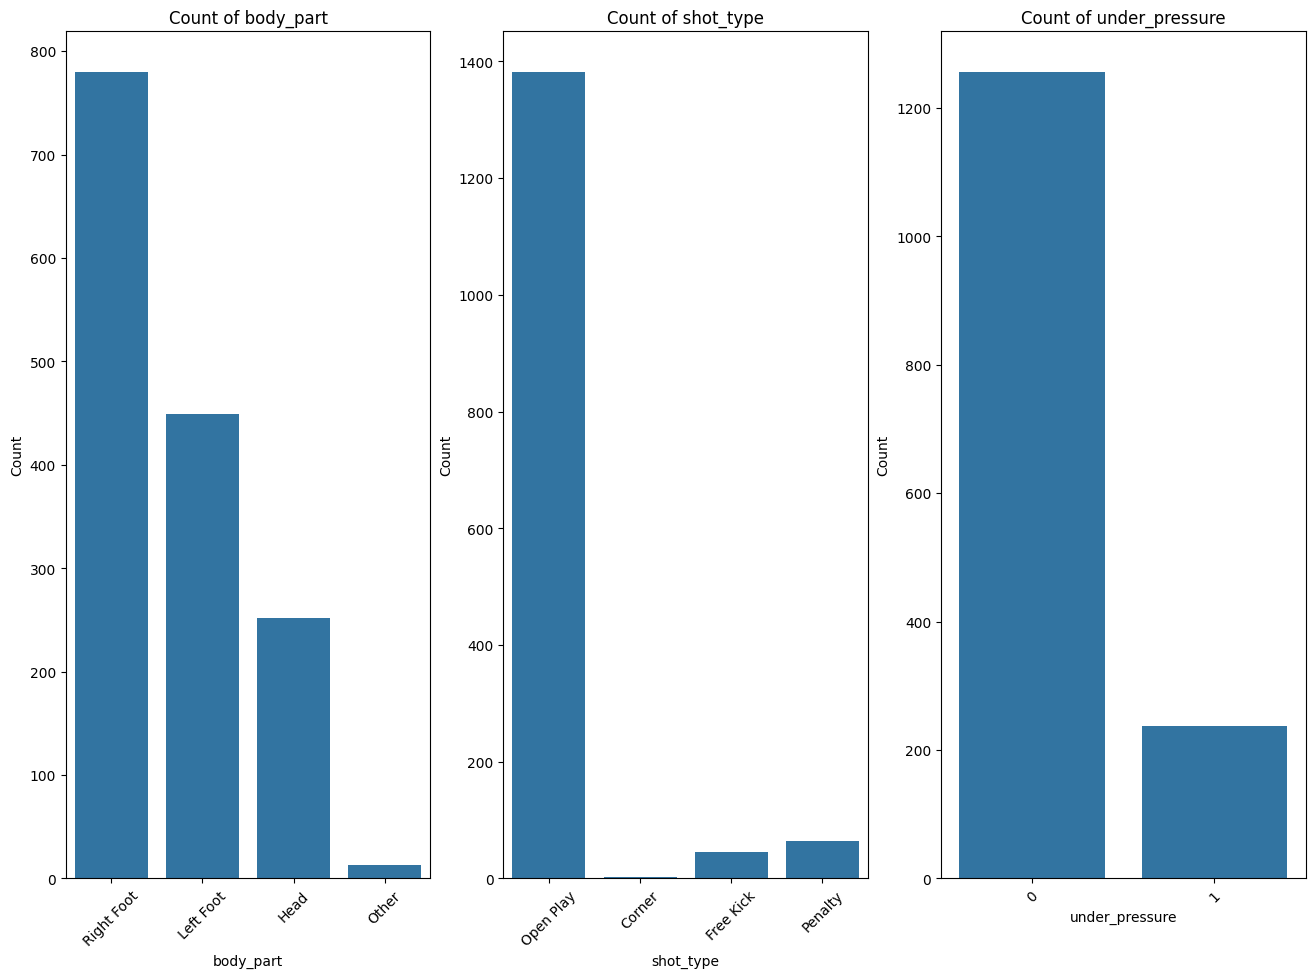 Count of body_part
800
700
600
500
400
300
200
100
0
Count
Right Foot
Left Foot
Head
Other
body_part
Count of shot_type
1400
1200
1000
800
600
400
200
0
Count
Open Play
Corner
Free Kick
Penalty
shot_type
Count of under_pressure
1200
1000
800
600
400
200
0
Count
0
1
under_pressure